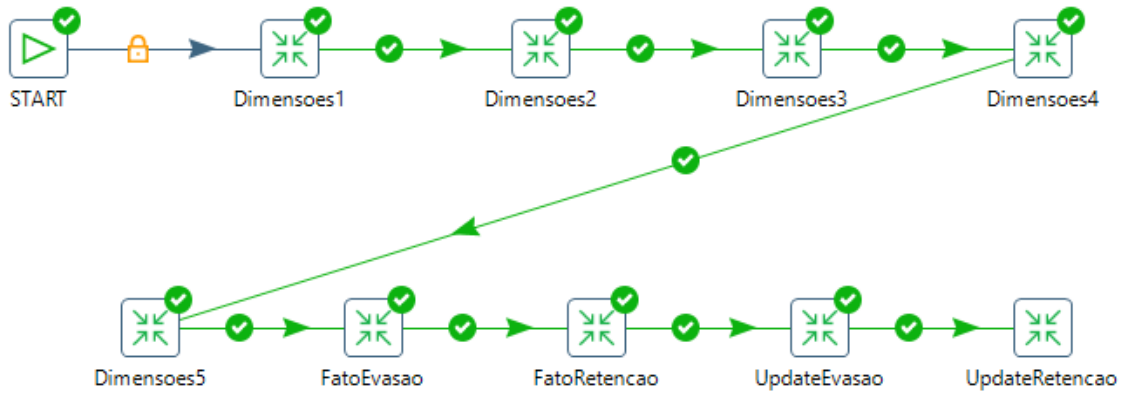 START
Dimensoes1
Dimensoes2
Dimensoes3
Dimensoes4
Dimensoes5
FatoEvasao
FatoRetencao
UpdateEvasao
UpdateRetencao